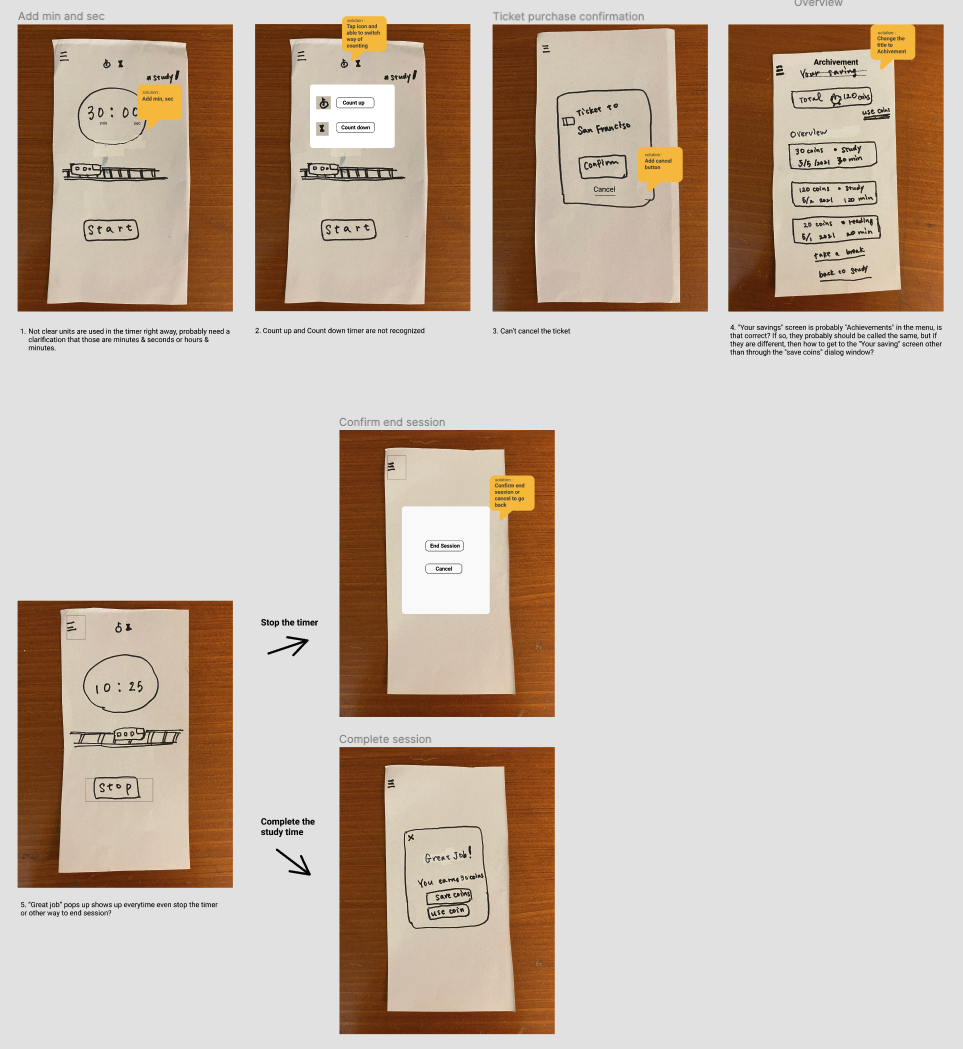 Overview
Add min and sec
Ticket purchase confirmation
# study
30 : 00
min
sec
solution :
Add min, sec
Start
1. Not clear units are used in the timer right away, probably need a
clarification that those are minutes & seconds or hours &
minutes.
solution :
Tap icon and
able to switch
way of
counting
# study
Count up
Count down
Start
2. Count up and Count down timer are not recognized
Ticket to
San Francisco
Confirm
Cancel
solution :
Add cancel
button
3. Can't cancel the ticket
solution :
Change the
title to
Achivement
Archivement
Your saving
Total 120 coins
use coins
Overview
30 coins • study
5/5 /2021 30 min
120 coins • study
5/2 2021 120 min
20 coins • reading
5/1 2021 20 min
take a break
back to study
4. "Your savings" screen is probably "Achievements" in the menu, is
that correct? If so, they probably should be called the same, but if
they are different, then how to get to the "Your saving" screen other
than through the "save coins" dialog window?
Confirm end session
solution :
Confirm end
session or
cancel to go
back
End Session
Cancel
10 : 25
Stop
5. "Great job" pops up shows up everytime even stop the timer
or other way to end session?
Stop the timer
Complete the
study time
Complete session
x
Great Job!
You earned 30 coins
save coins
use coin